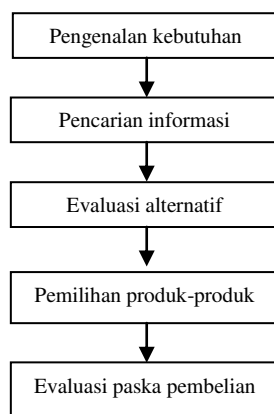 Pengenalan kebutuhan
Pencarian informasi
Evaluasi alternatif
Pemilihan produk-produk
Evaluasi paska pembelian